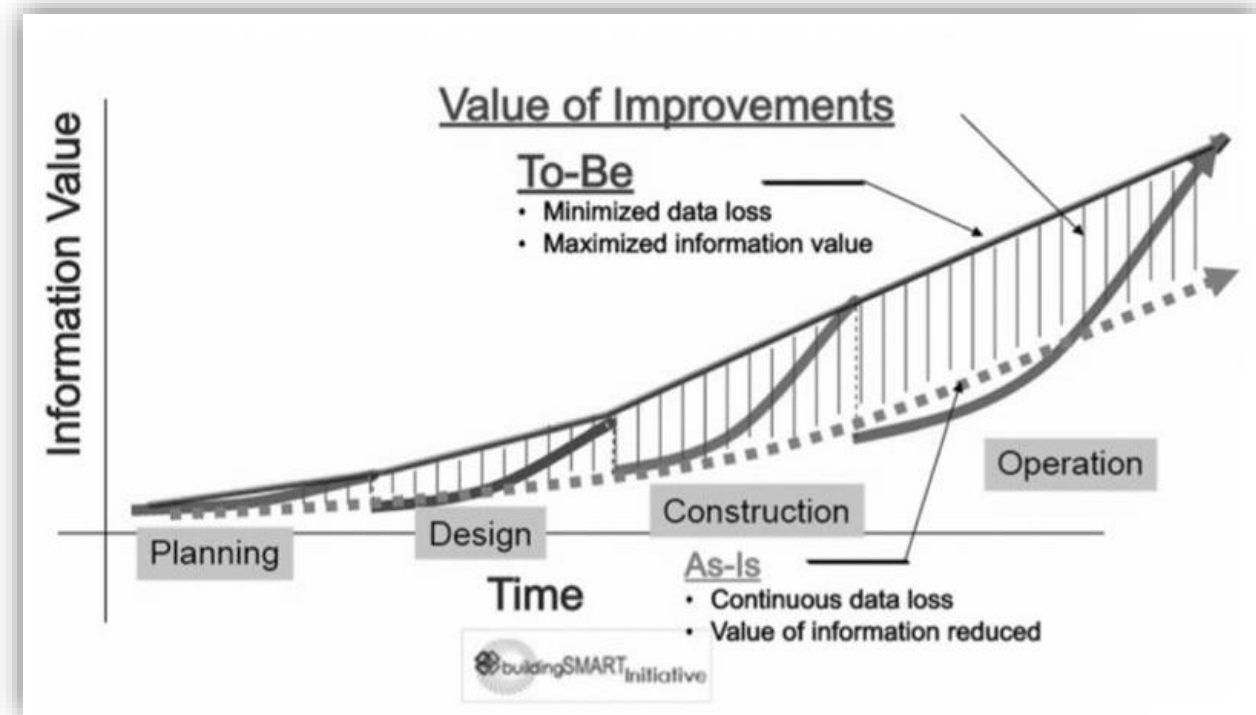 Value of Improvements
To-Be
• Minimized data loss
• Maximized information value
Information Value
Operation
Construction
Design
Planning
As-Is
• Continuous data loss
• Value of information reduced
Time
buildingSMART Initiative